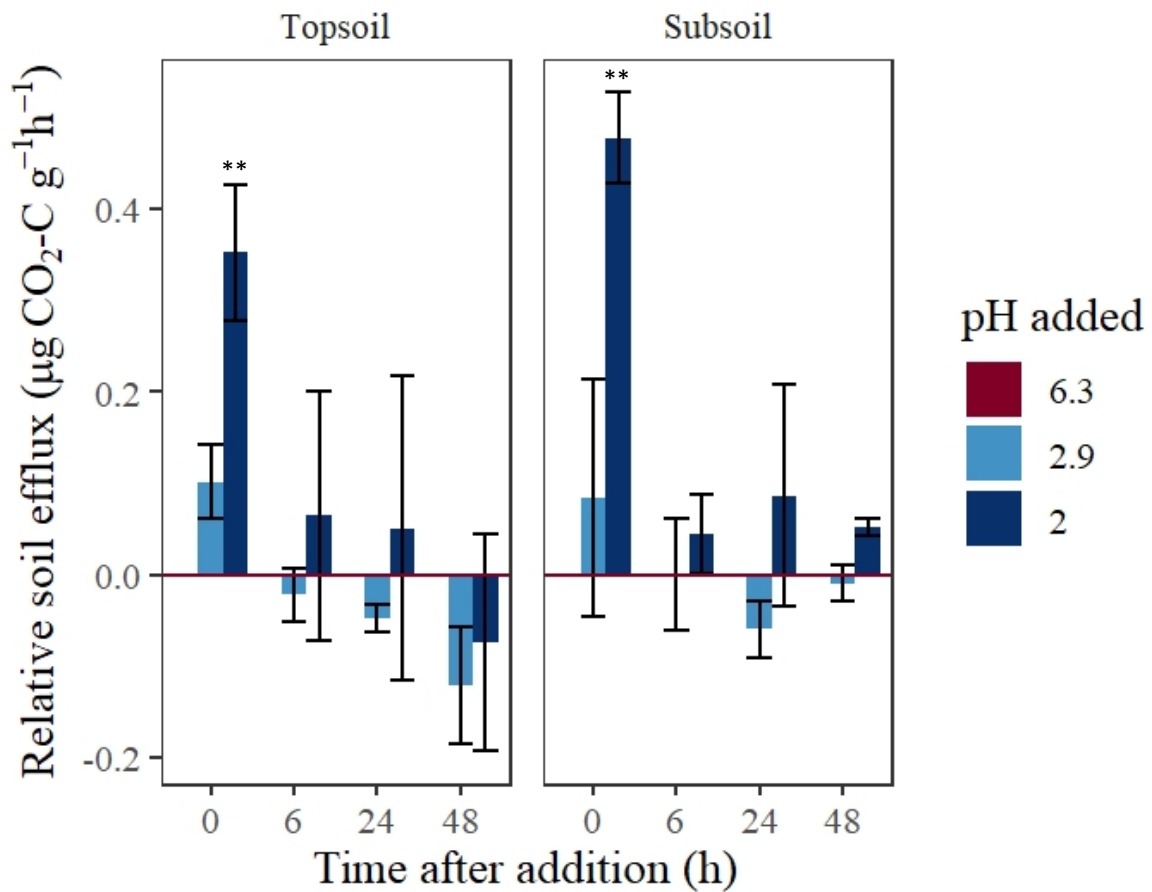 Topsoil
Subsoil
**
**
Relative soil efflux (µg CO₂-C g⁻¹h⁻¹)
0.4
0.2
0.0
-0.2
0 6 24 48
0 6 24 48
Time after addition (h)
pH added
6.3
2.9
2